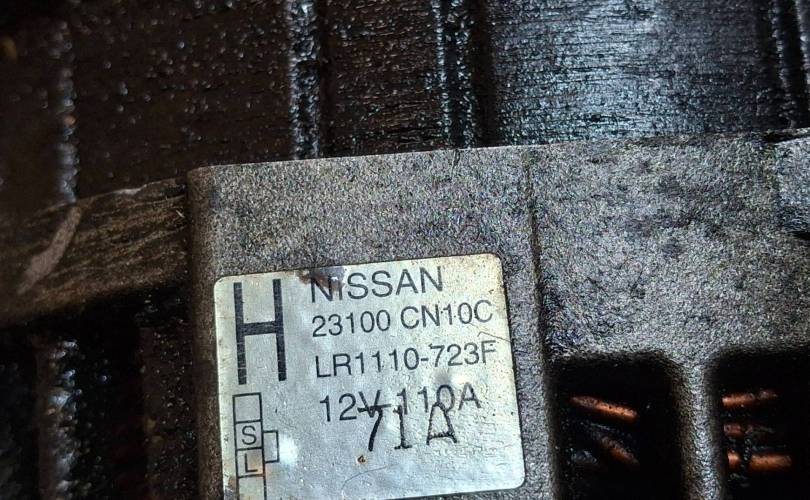 H
NISSAN
23100 CN10C
LR1110-723F
12V 110A
71A
S
L